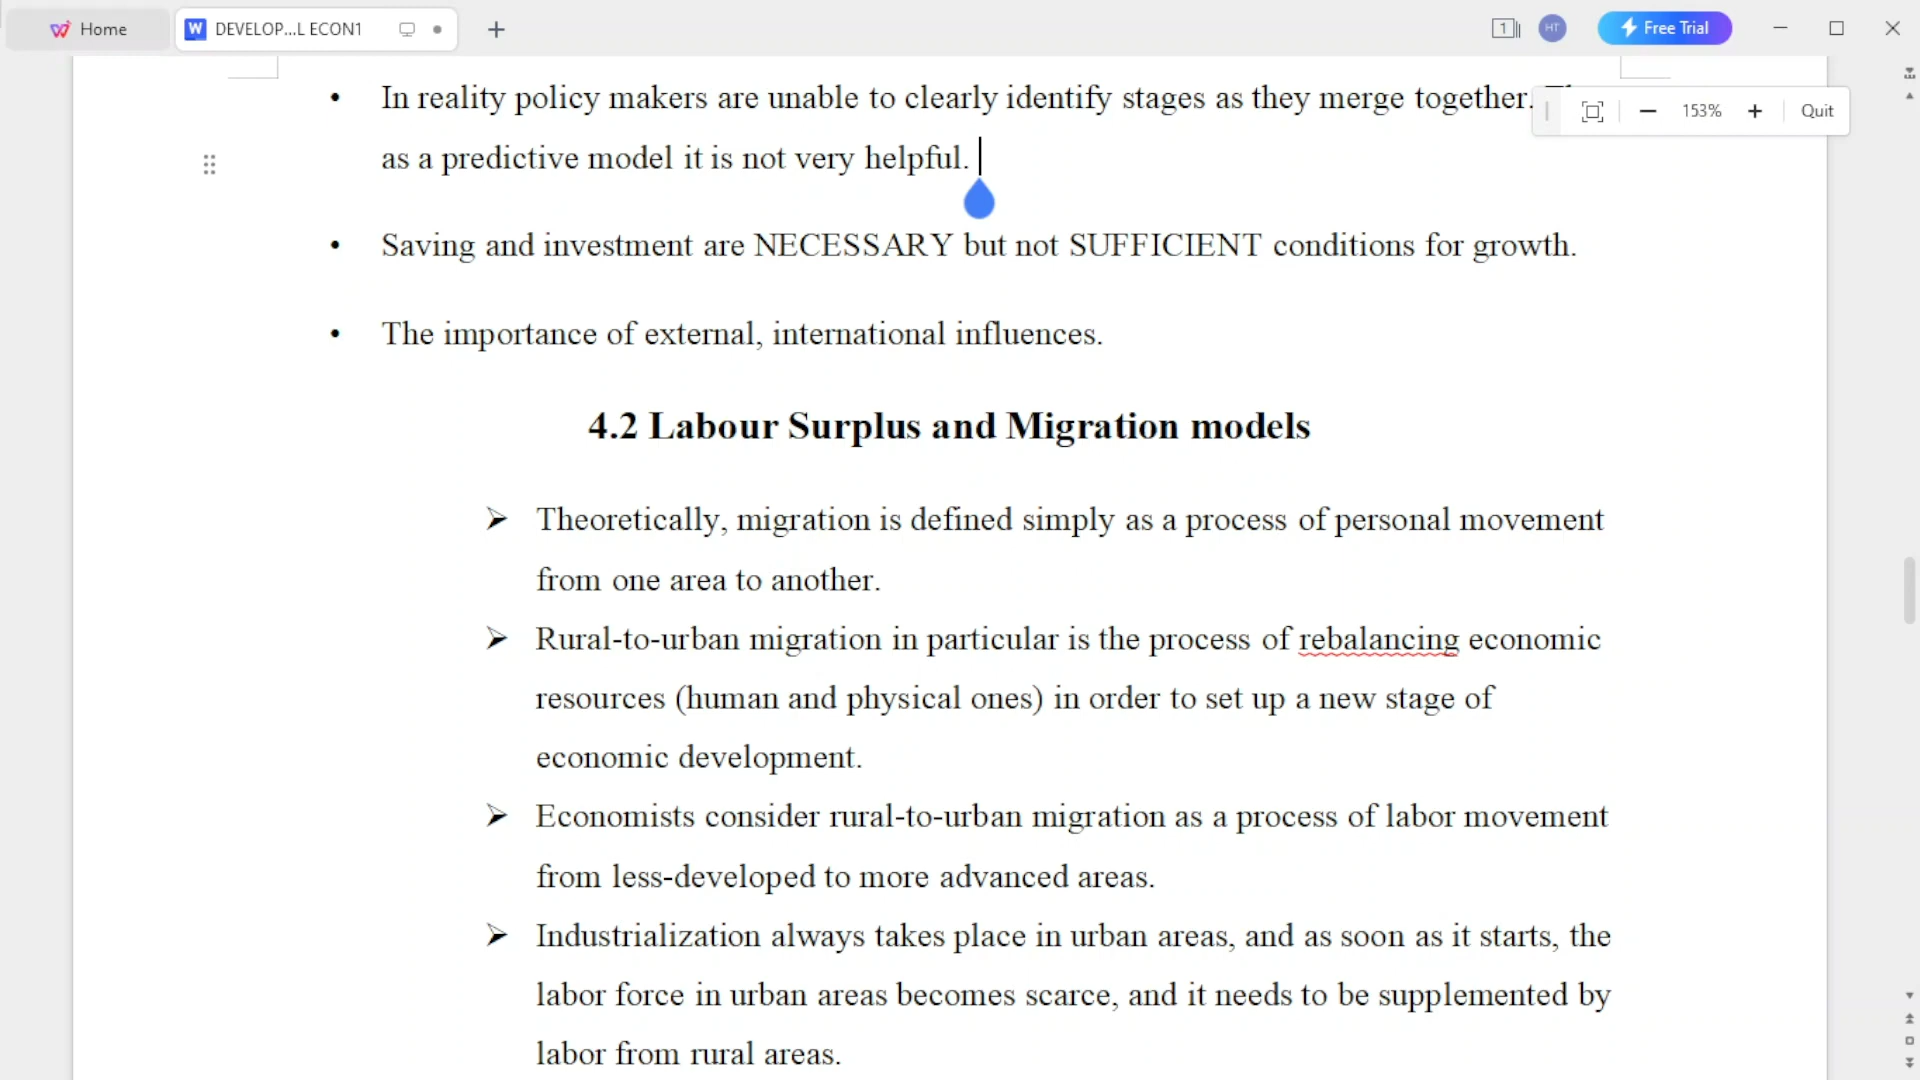 Home
DEVELOP...L ECON1
1
HT
Free Trial
• In reality policy makers are unable to clearly identify stages as they merge together.
as a predictive model it is not very helpful.
153%
Quit
• Saving and investment are NECESSARY but not SUFFICIENT conditions for growth.
• The importance of external, international influences.
4.2 Labour Surplus and Migration models
➢ Theoretically, migration is defined simply as a process of personal movement
from one area to another.
➢ Rural-to-urban migration in particular is the process of rebalancing economic
resources (human and physical ones) in order to set up a new stage of
economic development.
➢ Economists consider rural-to-urban migration as a process of labor movement
from less-developed to more advanced areas.
➢ Industrialization always takes place in urban areas, and as soon as it starts, the
labor force in urban areas becomes scarce, and it needs to be supplemented by
labor from rural areas.